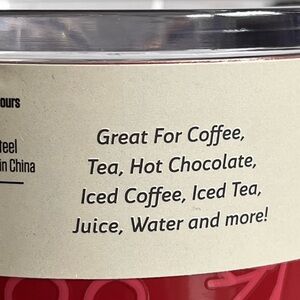 ours
teel
in China
Great For Coffee,
Tea, Hot Chocolate,
Iced Coffee, Iced Tea,
Juice, Water and more!